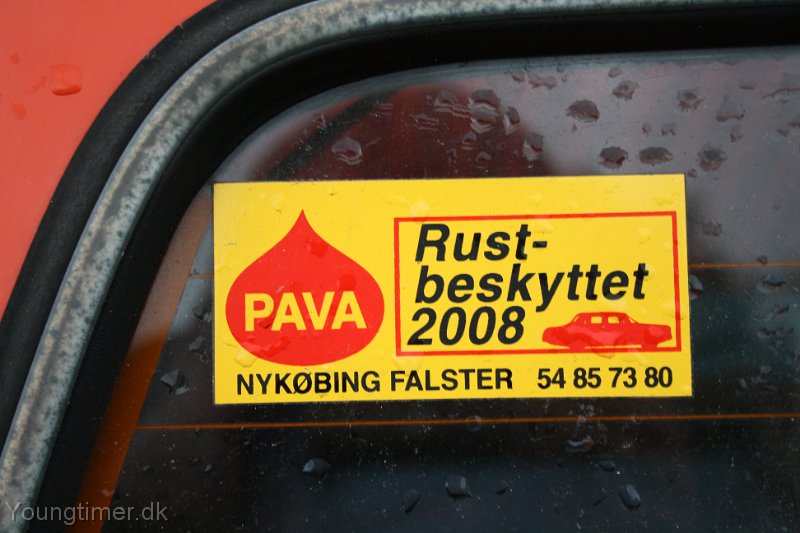 PAVA
Rust-
beskyttet
2008
NYKØBING FALSTER 54 85 73 80
Youngtimer.dk